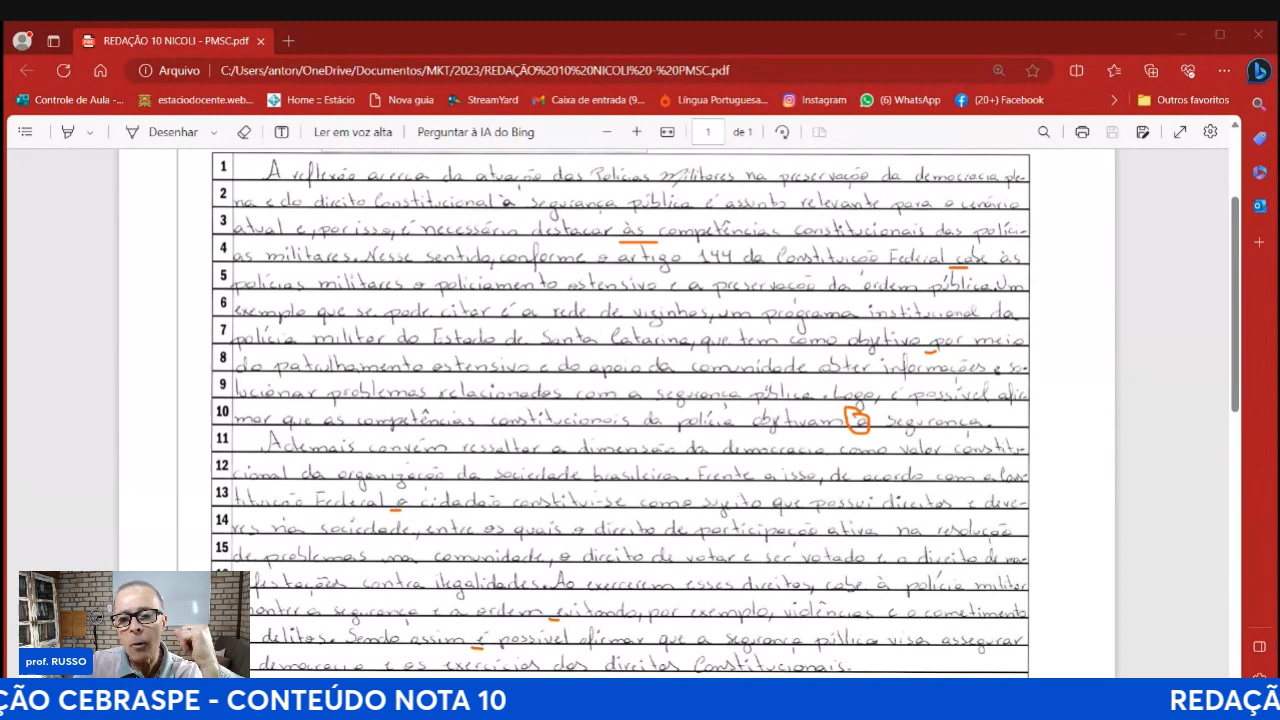 REDAÇÃO 10 NICOLI - PMSC.pdf
Arquivo C:/Users/anton/OneDrive/Documentos/MKT/2023/REDAÇÃO%2010%20NICOLI%20-%20PMSC.pdf
Controle de Aula -... estaciodocente.web... Home :: Estácio Nova guia StreamYard Caixa de entrada (9... Língua Portuguesa... Instagram (6) WhatsApp (20+) Facebook Outros favoritos
Desenhar Ler em voz alta Perguntar à IA do Bing 1 de 1
1 A reflexão acerca da atuação das Polícias Militares na preservação da democracia ple-
2 na e do direito Constitucional à segurança pública é assunto relevante para o cenário
3 atual e, por isso, é necessário destacar às competências constitucionais das polící-
4 as militares. Nesse sentido, conforme o artigo 144 da Constituição Federal cabe às
5 polícias militares o policiamento ostensivo e a preservação da ordem pública. Um
6 exemplo que se pode citar é a rede de vizinhos, um programa institucional da
7 polícia militar do Estado de Santa Catarina, que tem como objetivo por meio
8 do patrulhamento ostensivo e do apoio da comunidade obter informações e so-
9 lucionar problemas relacionados com a segurança pública. Logo, é possível afir-
10 mar que as competências constitucionais da polícia objtivam à segurança.
11 Ademais convém ressaltar a dimensão da democracia como valor constitu-
12 cional da organização da sociedade brasileira. Frente a isso, de acordo com a Cons-
13 tituição Federal o cidadão constitui-se como sujeito que possui direitos e deve-
14 res na sociedade, entre os quais o direito de participação ativa na resolução
15 de problemas na comunidade, o direito de votar e ser votado e o direito de ma-
festações contra ilegalidades. Ao exercerem esses direitos, cabe à polícia militar
manter a segurança e a ordem evitando, por exemplo, violências e o cometimento
delitos. Sendo assim é possível afirmar que a segurança pública visa assegurar
democracia e os exercícios dos direitos Constitucionais.
prof. RUSSO
ÇÃO CEBRASPE - CONTEÚDO NOTA 10 REDAÇÃ